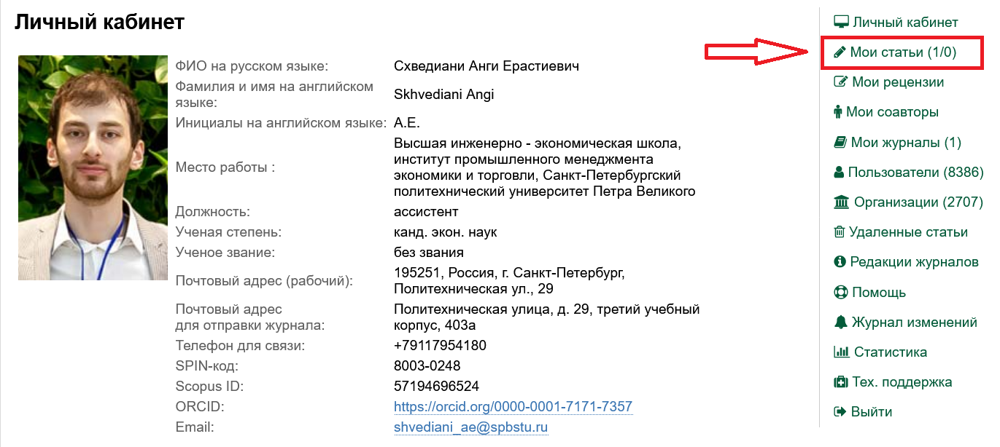 Личный кабинет
ФИО на русском языке: Схведиани Анги Ерастиевич
Фамилия и имя на английском
языке: Skhvediani Angi
Инициалы на английском языке: A.E.
Место работы : Высшая инженерно - экономическая школа,
институт промышленного менеджмента
экономики и торговли, Санкт-Петербургский
политехнический университет Петра Великого
Должность: ассистент
Ученая степень: канд. экон. наук
Ученое звание: без звания
Почтовый адрес (рабочий): 195251, Россия, г. Санкт-Петербург,
Политехническая ул., 29
Почтовый адрес
для отправки журнала: Политехническая улица, д. 29, третий учебный
корпус, 403а
Телефон для связи: +79117954180
SPIN-код: 8003-0248
Scopus ID: 57194696524
ORCID: https://orcid.org/0000-0001-7171-7357
Email: shvediani_ae@spbstu.ru
Личный кабинет
Мои статьи (1/0)
Мои рецензии
Мои соавторы
Мои журналы (1)
Пользователи (8386)
Организации (2707)
Удаленные статьи
Редакции журналов
Помощь
Журнал изменений
Статистика
Тех. поддержка
Выйти